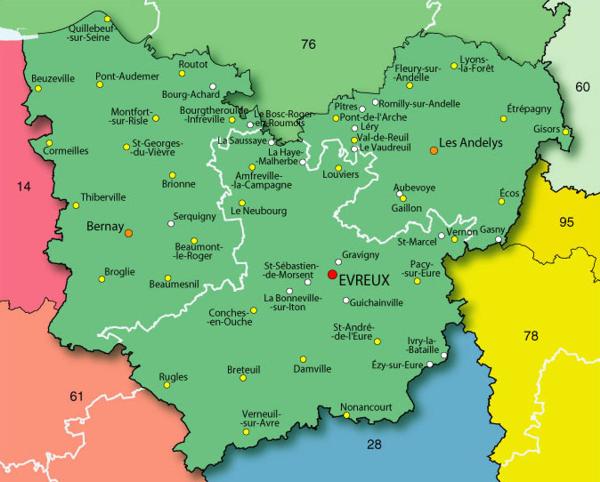 Quillebeuf-
-sur-Seine
76
Routot
Fleury-sur-
-Andelle
Lyons-
-la-Forêt
Beuzeville
Pont-Audemer
Bourg-Achard
60
Pîtres
Romilly-sur-Andelle
Étrépagny
Montfort-
-sur-Risle
Bourgtheroulde-
-Infréville
Le Bosc-Roger-
-en-Roumois
Pont-de-l'Arche
Léry
Val-de-Reuil
Le Vaudreuil
Gisors
Cormeilles
St-Georges-
-du-Vièvre
La Saussaye
La Haye-
-Malherbe
Les Andelys
14
Brionne
Amfreville-
-la-Campagne
Louviers
Thiberville
Aubevoye
Gaillon
Écos
Le Neubourg
95
Bernay
Serquigny
Beaumont-
-le-Roger
St-Marcel
Vernon
Gasny
Gravigny
Broglie
Beaumesnil
St-Sébastien-
-de-Morsent
EVREUX
Pacy-
-sur-Eure
La Bonneville-
-sur-Iton
Guichainville
Conches-
-en-Ouche
St-André-
-de-l'Eure
Ivry-la-
-Bataille
78
Ézy-sur-Eure
Rugles
Breuteil
Damville
61
Verneuil-
-sur-Avre
Nonancourt
28